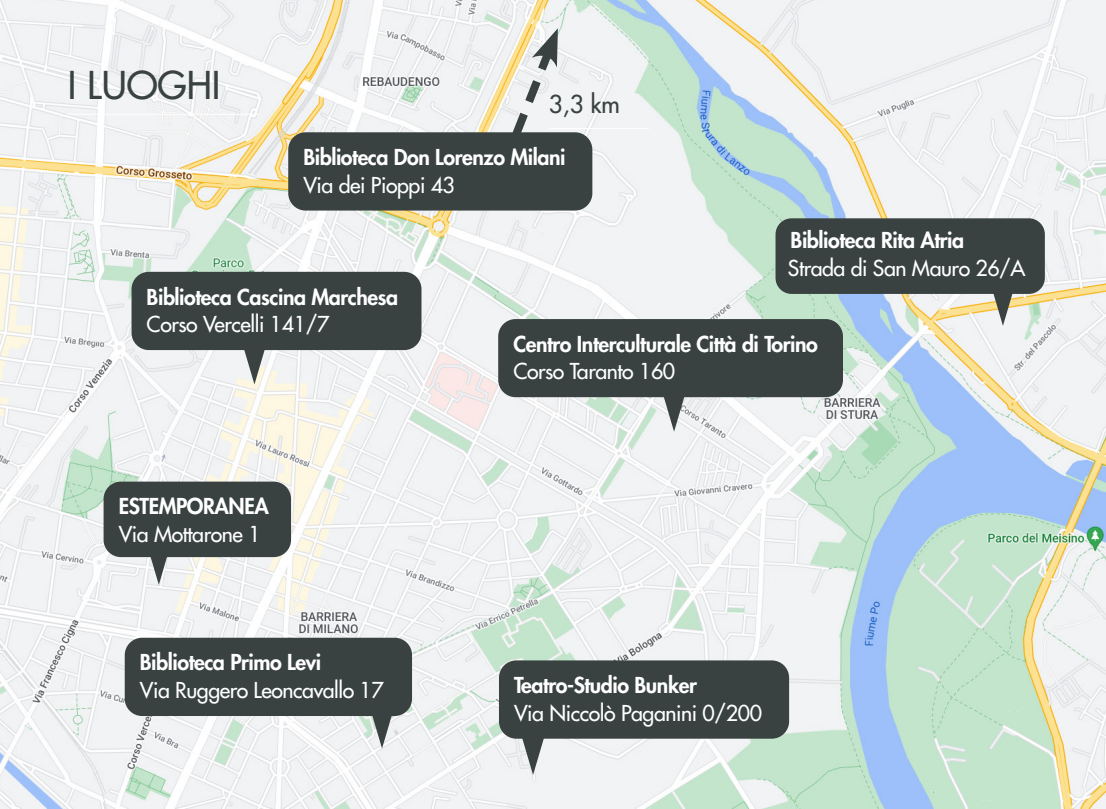 I LUOGHI
Via Campobasso
REBAUDENGO
3,3 km
Via Puglia
Fiume Stura di Lanzo
Corso Grosseto
Biblioteca Don Lorenzo Milani
Via dei Pioppi 43
Via Brenta
Parco
Biblioteca Rita Atria
Strada di San Mauro 26/A
Biblioteca Cascina Marchesa
Corso Vercelli 141/7
Via Breglio
Corso Venezia
Centro Interculturale Città di Torino
Corso Taranto 160
Str. del Pascolo
BARRIERA
DI STURA
Corso Taranto
Via Lauro Rossi
Via Gottardo
Via Giovanni Cravero
ESTEMPORANEA
Via Mottarone 1
Parco del Meisino
Via Cervino
Via Brandizzo
Via Malone
Via Errico Petrella
BARRIERA
DI MILANO
Fiume Po
Via Bologna
Via Francesco Cigna
Biblioteca Primo Levi
Via Ruggero Leoncavallo 17
Teatro-Studio Bunker
Via Niccolò Paganini 0/200
Via Bra